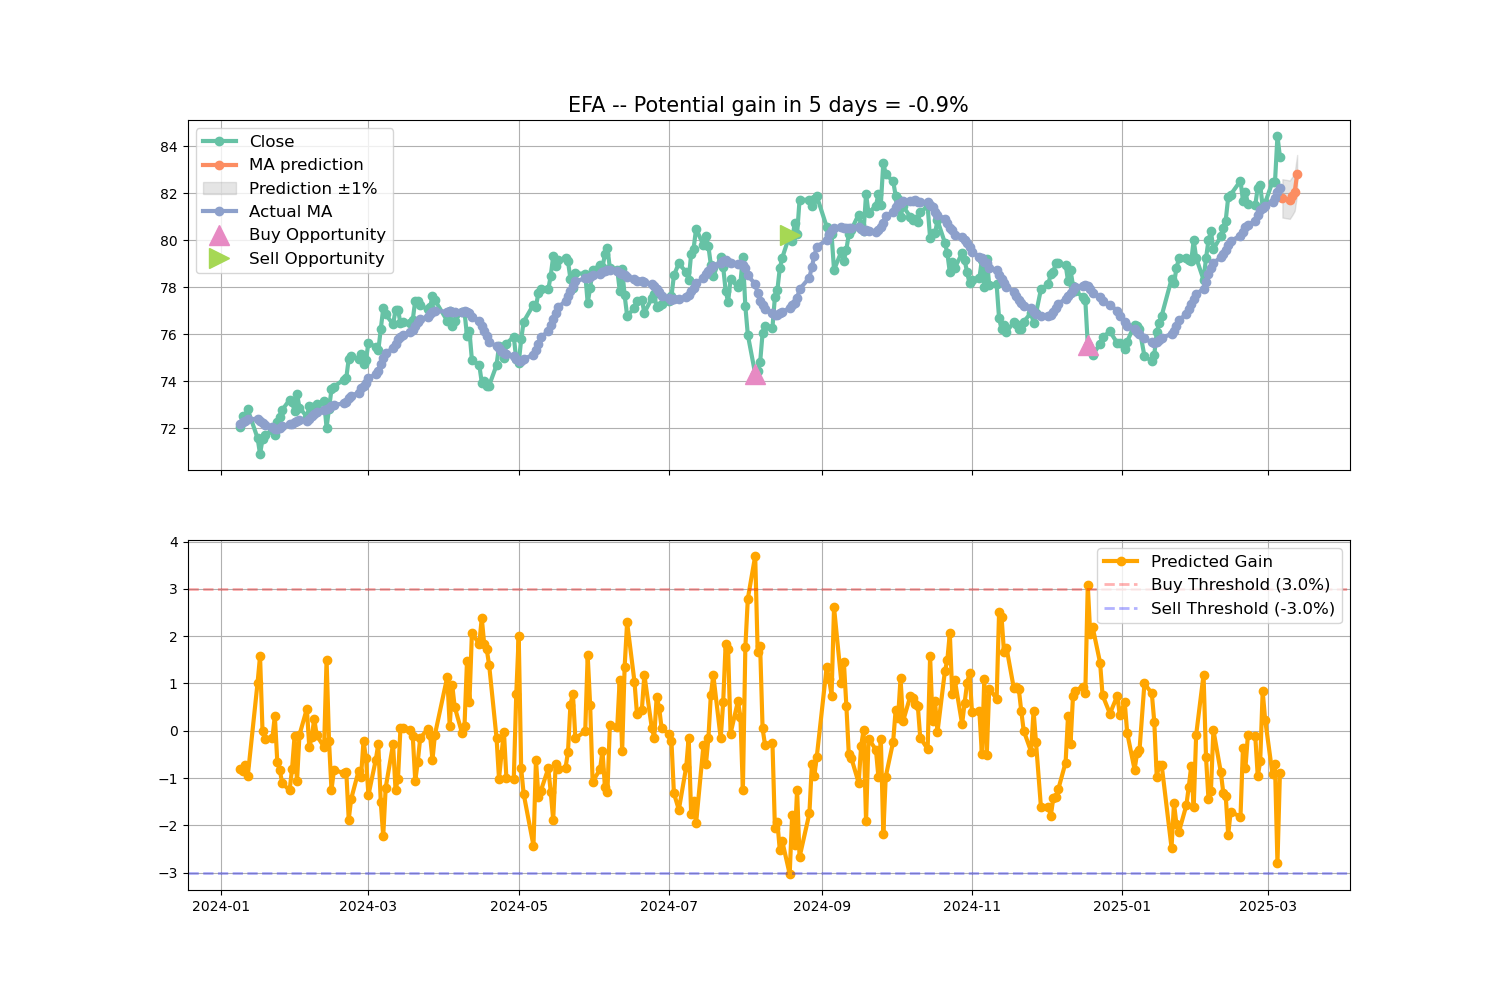 EFA -- Potential gain in 5 days = -0.9%
Close
MA prediction
Prediction ±1%
Actual MA
Buy Opportunity
Sell Opportunity
84
82
80
78
76
74
72
Predicted Gain
Buy Threshold (3.0%)
Sell Threshold (-3.0%)
4
3
2
1
0
−1
−2
−3
2024-01
2024-03
2024-05
2024-07
2024-09
2024-11
2025-01
2025-03